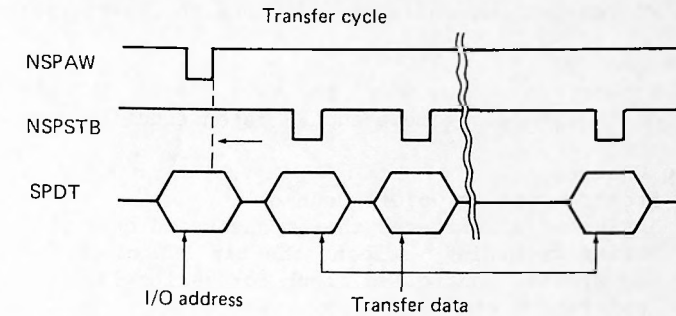 Transfer cycle
NSPAW
NSPSTB
SPDT
I/O address
Transfer data